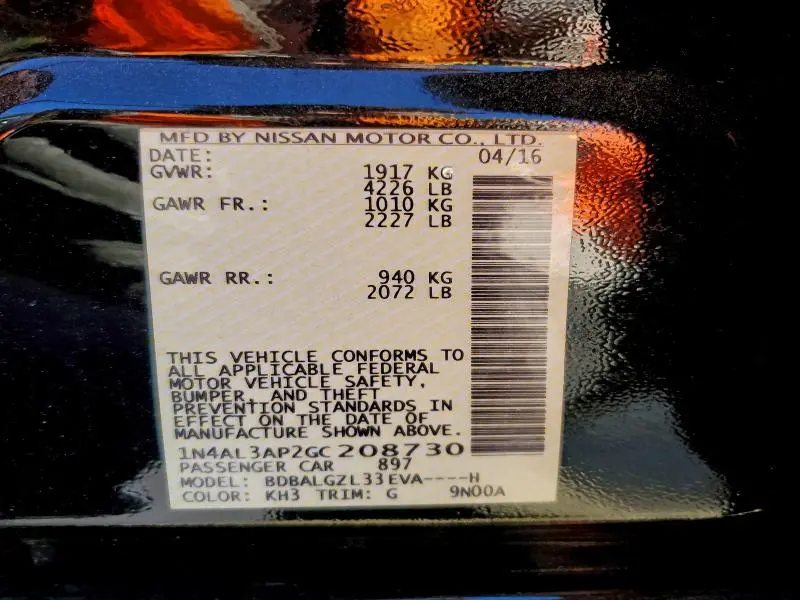 MFD BY NISSAN MOTOR CO., LTD.
DATE: 04/16
GVWR: 1917 KG
4226 LB
GAWR FR.: 1010 KG
2227 LB
GAWR RR.: 940 KG
2072 LB
THIS VEHICLE CONFORMS TO
ALL APPLICABLE FEDERAL
MOTOR VEHICLE SAFETY,
BUMPER, AND THEFT
PREVENTION STANDARDS IN
EFFECT ON THE DATE OF
MANUFACTURE SHOWN ABOVE.
1N4AL3AP2GC208730
PASSENGER CAR 897
MODEL: BDBALGZL33EVA----H
COLOR: KH3 TRIM: G 9N00A